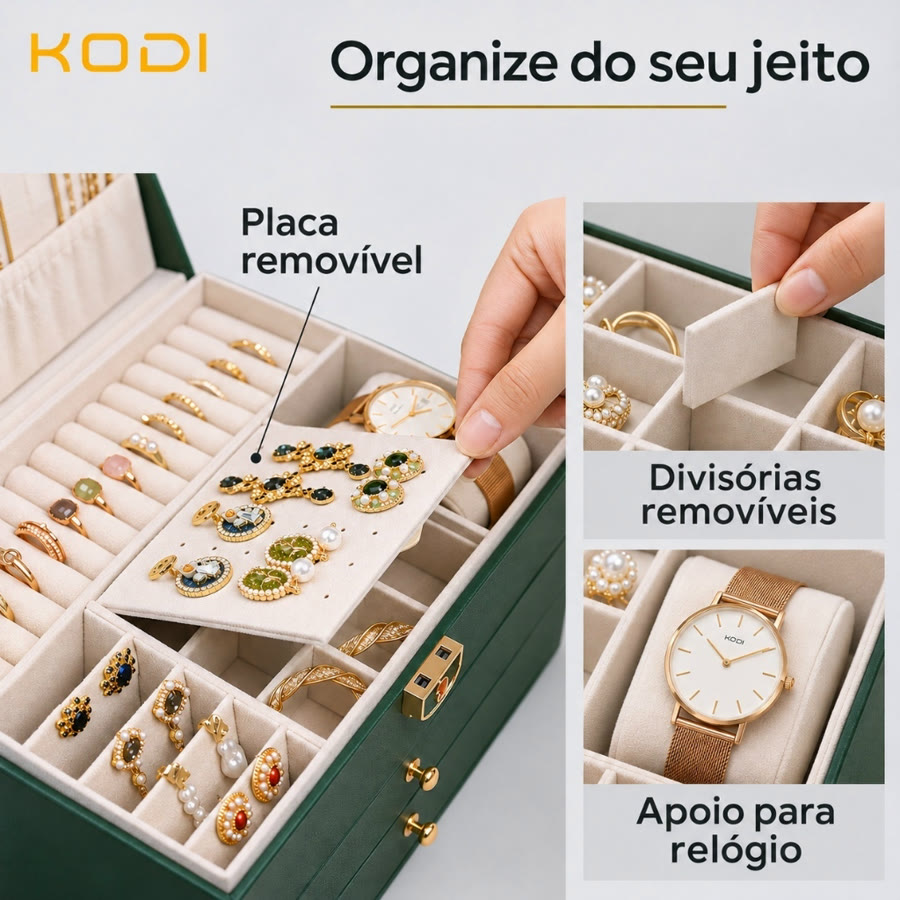 KODI
Organize do seu jeito
Placa
removível
Divisórias
removíveis
KODI
Apoio para
relógio